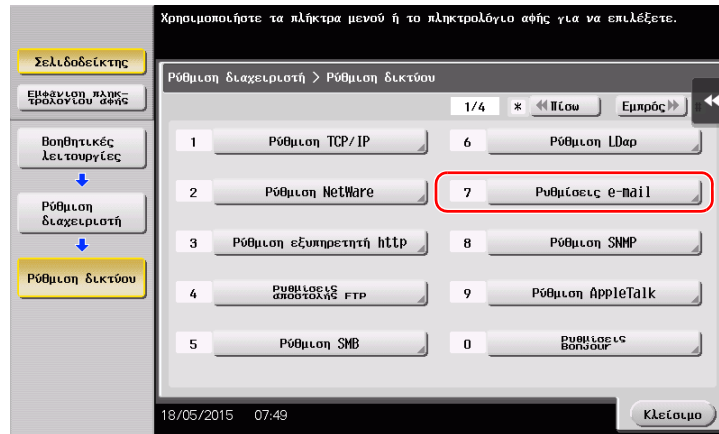 Χρησιμοποιήστε τα πλήκτρα μενού ή το πληκτρολόγιο αφής για να επιλέξετε.
Σελιδοδείκτης
Εμφάνιση πληκ-
τρολογίου αφής
Βοηθητικές
λειτουργίες
Ρύθμιση
διαχειριστή
Ρύθμιση δικτύου
Ρύθμιση διαχειριστή > Ρύθμιση δικτύου
1/4 * Πίσω Εμπρός
1 Ρύθμιση TCP/IP
6 Ρύθμιση LDap
2 Ρύθμιση NetWare
7 Ρυθμίσεις e-mail
3 Ρύθμιση εξυπηρετητή http
8 Ρύθμιση SNMP
4 Ρυθμίσεις
αποστολής FTP
9 Ρύθμιση AppleTalk
5 Ρύθμιση SMB
0 Ρυθμίσεις
Bonjour
18/05/2015 07:49
Κλείσιμο